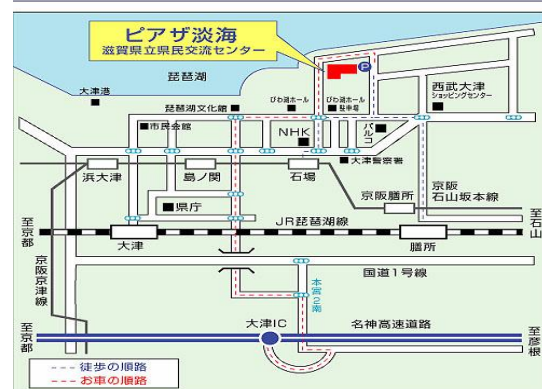 ピアザ淡海
滋賀県立県民交流センター
P
琵琶湖
大津港
琵琶湖文化館
びわ湖ホール
びわ湖ホール
駐車場
西武大津
ショッピングセンター
市民会館
NHK
パルコ
大津警察署
浜大津
島ノ関
石場
京阪膳所
京阪
石山坂本線
県庁
JR琵琶湖線
至京都
至石山
大津
膳所
京阪京津線
国道1号線
本宮2南
大津IC
名神高速道路
至京都
至彦根
徒歩の順路
お車の順路